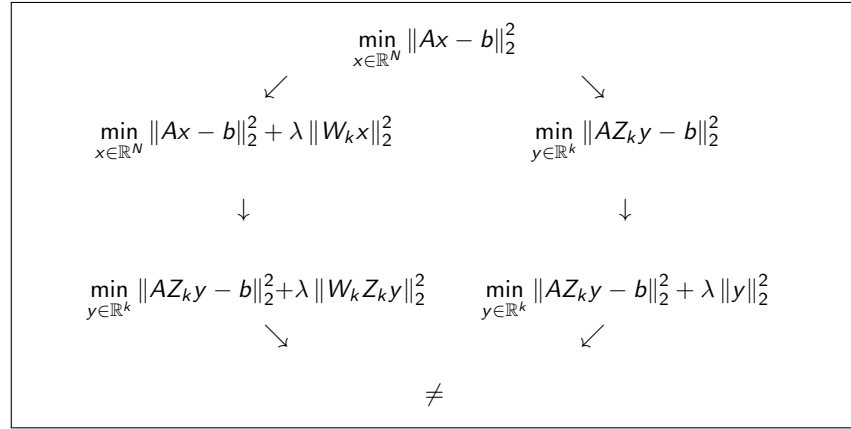 min_{x∈ℝ^N} ‖Ax − b‖₂²
↙ ↘
min_{x∈ℝ^N} ‖Ax − b‖₂² + λ ‖W_k x‖₂² min_{y∈ℝ^k} ‖AZ_k y − b‖₂²
↓ ↓
min_{y∈ℝ^k} ‖AZ_k y − b‖₂²+λ ‖W_k Z_k y‖₂² min_{y∈ℝ^k} ‖AZ_k y − b‖₂² + λ ‖y‖₂²
↘ ↙
≠